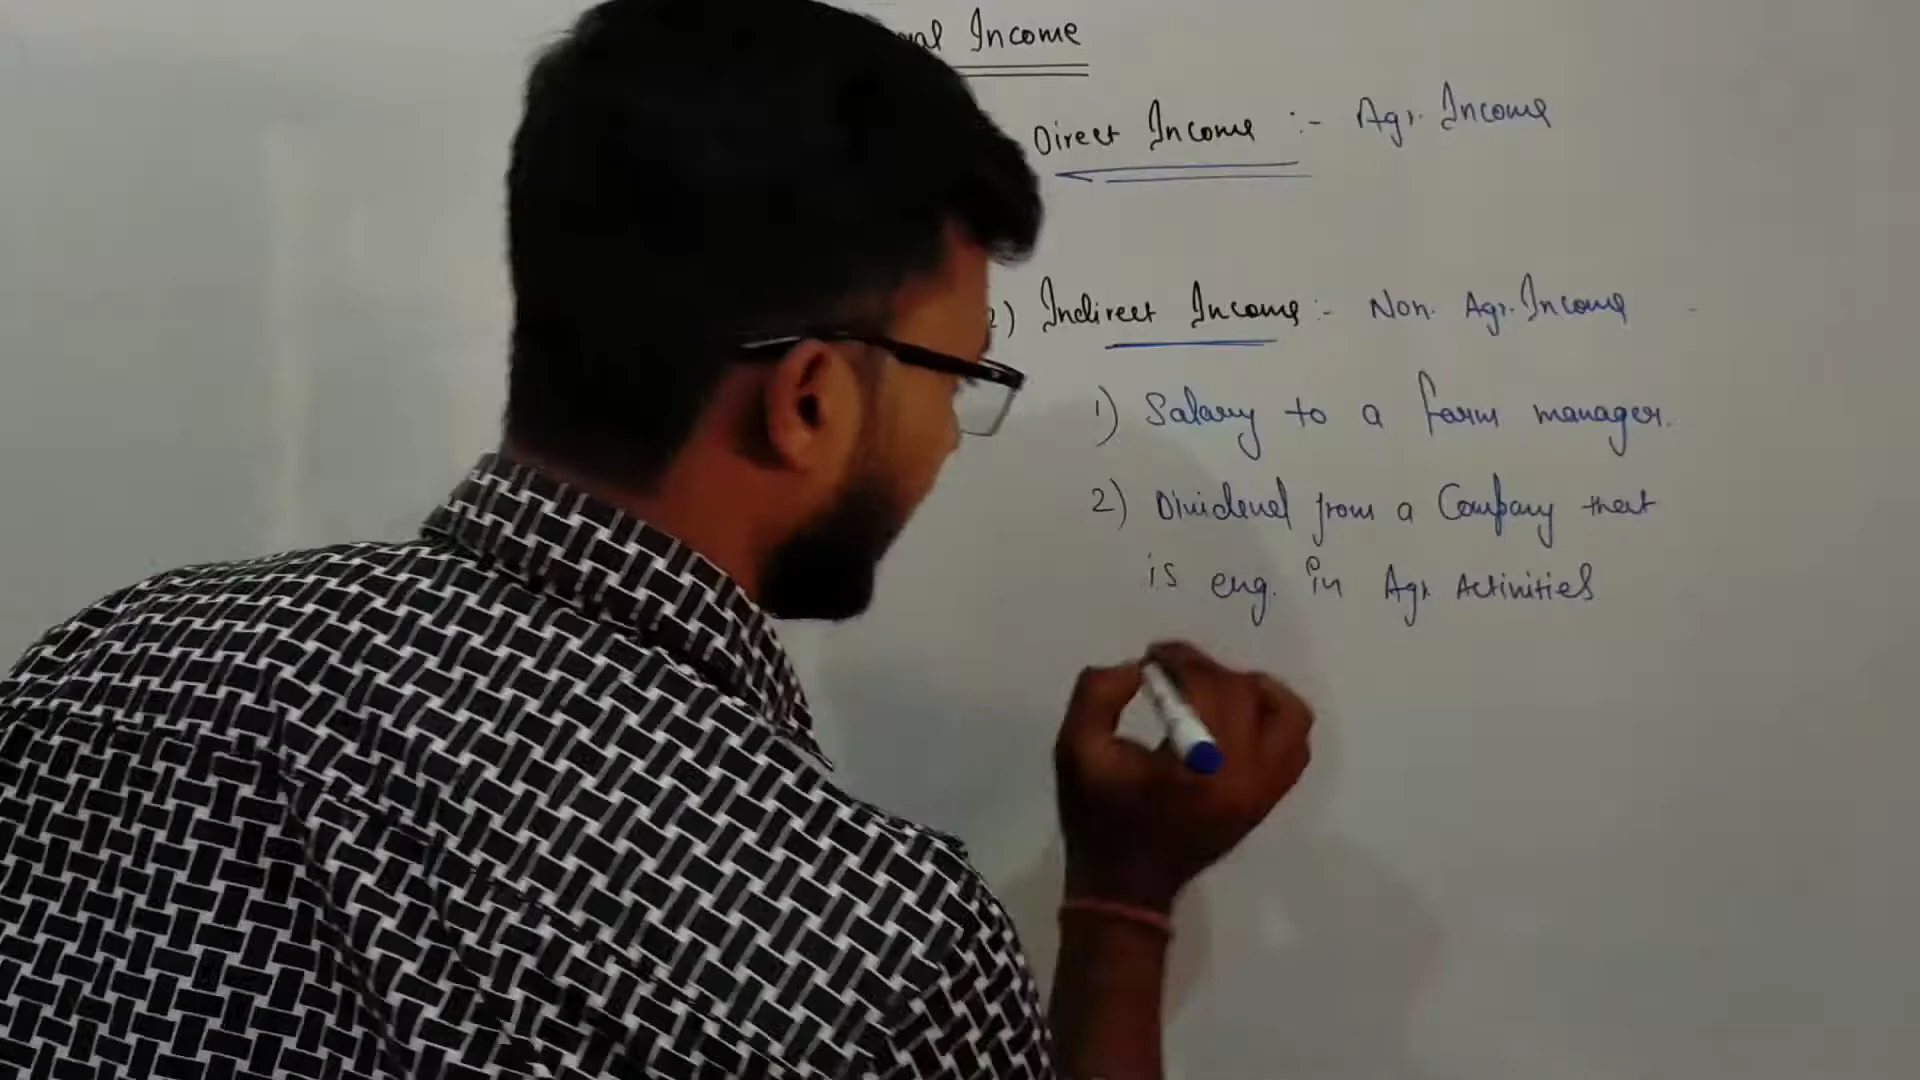 Income
Direct Income :- Agr. Income
2) Indirect Income :- Non. Agr. Income
1) Salary to a farm manager.
2) Dividend from a Company that
is eng. in Agr. Activities